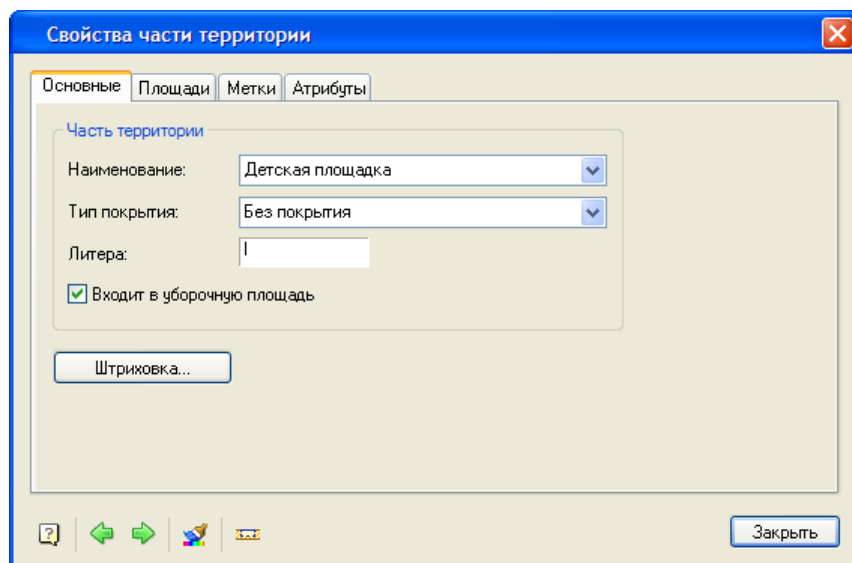 Свойства части территории
Основные Площади Метки Атрибуты
Часть территории
Наименование: Детская площадка
Тип покрытия: Без покрытия
Литера: I
Входит в уборочную площадь
Штриховка...
Закрыть